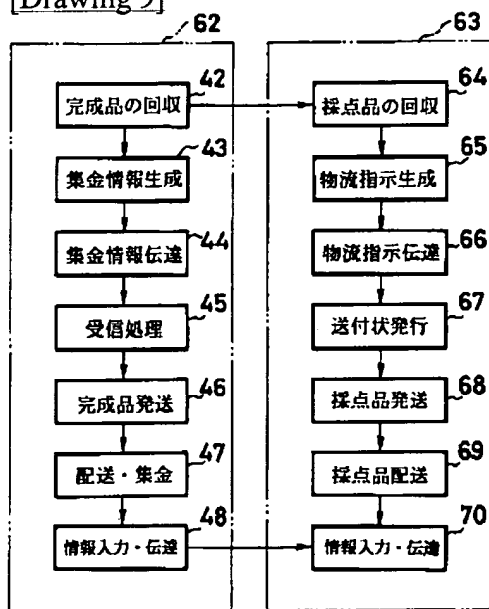 [Drawing 9]
62
63
42
完成品の回収
43
集金情報生成
44
集金情報伝達
45
受信処理
46
完成品発送
47
配送・集金
48
情報入力・伝達
64
採点品の回収
65
物流指示生成
66
物流指示伝達
67
送付状発行
68
採点品発送
69
採点品配送
70
情報入力・伝達